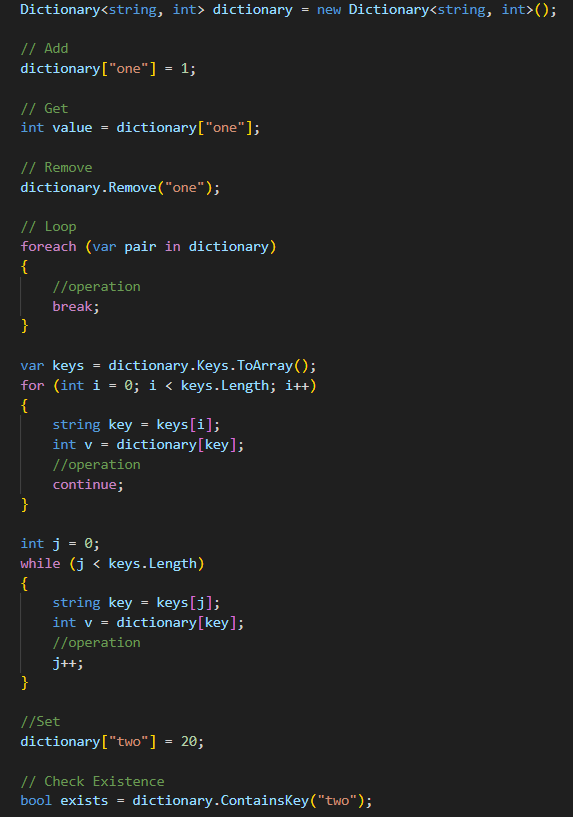 Dictionary<string, int> dictionary = new Dictionary<string, int>();

// Add
dictionary["one"] = 1;

// Get
int value = dictionary["one"];

// Remove
dictionary.Remove("one");

// Loop
foreach (var pair in dictionary)
{
    //operation
    break;
}

var keys = dictionary.Keys.ToArray();
for (int i = 0; i < keys.Length; i++)
{
    string key = keys[i];
    int v = dictionary[key];
    //operation
    continue;
}

int j = 0;
while (j < keys.Length)
{
    string key = keys[j];
    int v = dictionary[key];
    //operation
    j++;
}

//Set
dictionary["two"] = 20;

// Check Existence
bool exists = dictionary.ContainsKey("two");